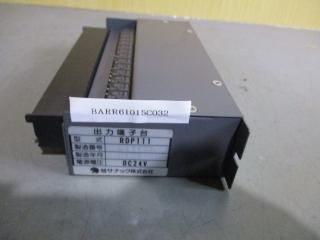 BARR61015C032
出力端子台
型式 ROP111
製造番号
製造年月
電源電圧 DC24V
サナック株式会社